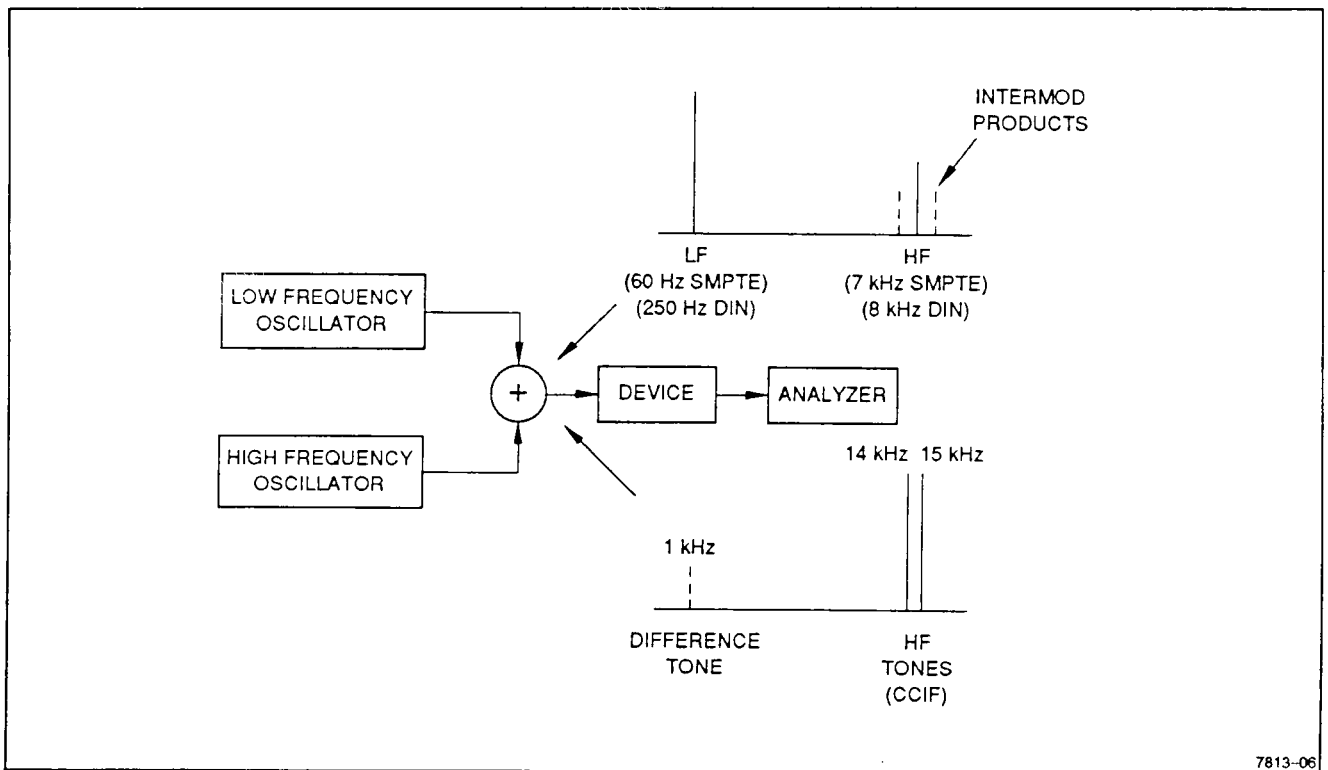 INTERMOD
PRODUCTS
LF
(60 Hz SMPTE)
(250 Hz DIN)
HF
(7 kHz SMPTE)
(8 kHz DIN)
LOW FREQUENCY
OSCILLATOR
+
DEVICE
ANALYZER
HIGH FREQUENCY
OSCILLATOR
14 kHz 15 kHz
1 kHz
DIFFERENCE
TONE
HF
TONES
(CCIF)
7813-06